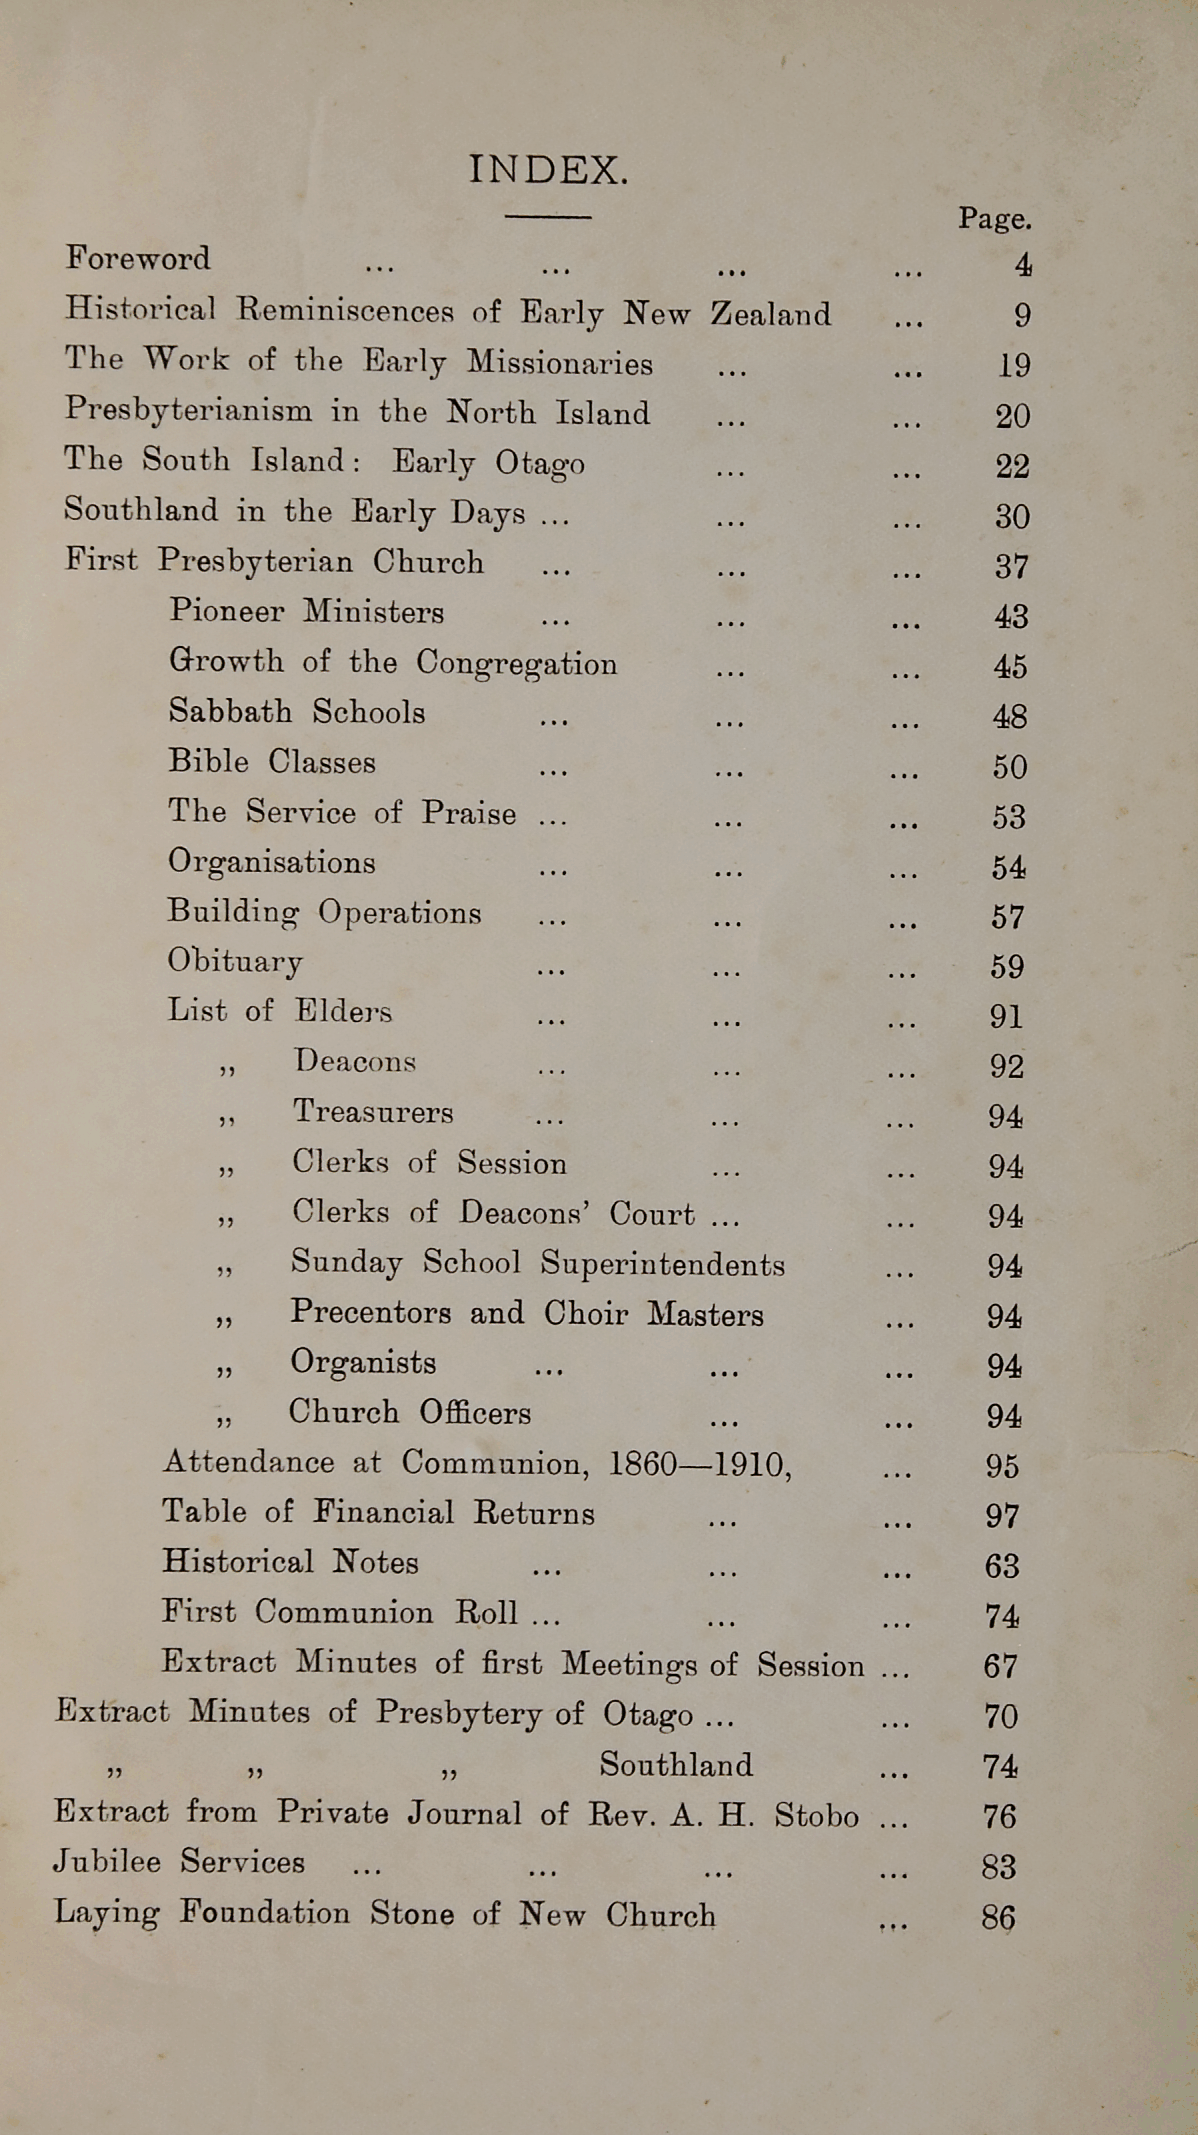 INDEX.
Page.
Foreword ... ... ... ... 4
Historical Reminiscences of Early New Zealand ... 9
The Work of the Early Missionaries ... ... 19
Presbyterianism in the North Island ... ... 20
The South Island: Early Otago ... ... 22
Southland in the Early Days ... ... ... 30
First Presbyterian Church ... ... ... 37
Pioneer Ministers ... ... ... 43
Growth of the Congregation ... ... 45
Sabbath Schools ... ... ... 48
Bible Classes ... ... ... 50
The Service of Praise ... ... ... 53
Organisations ... ... ... 54
Building Operations ... ... ... 57
Obituary ... ... ... 59
List of Elders ... ... ... 91
„ Deacons ... ... ... 92
„ Treasurers ... ... ... 94
„ Clerks of Session ... ... 94
„ Clerks of Deacons' Court ... ... 94
„ Sunday School Superintendents ... 94
„ Precentors and Choir Masters ... 94
„ Organists ... ... ... 94
„ Church Officers ... ... 94
Attendance at Communion, 1860—1910, ... 95
Table of Financial Returns ... ... 97
Historical Notes ... ... ... 63
First Communion Roll ... ... ... 74
Extract Minutes of first Meetings of Session ... 67
Extract Minutes of Presbytery of Otago ... ... 70
„ „ „ Southland ... 74
Extract from Private Journal of Rev. A. H. Stobo ... 76
Jubilee Services ... ... ... ... 83
Laying Foundation Stone of New Church ... 86